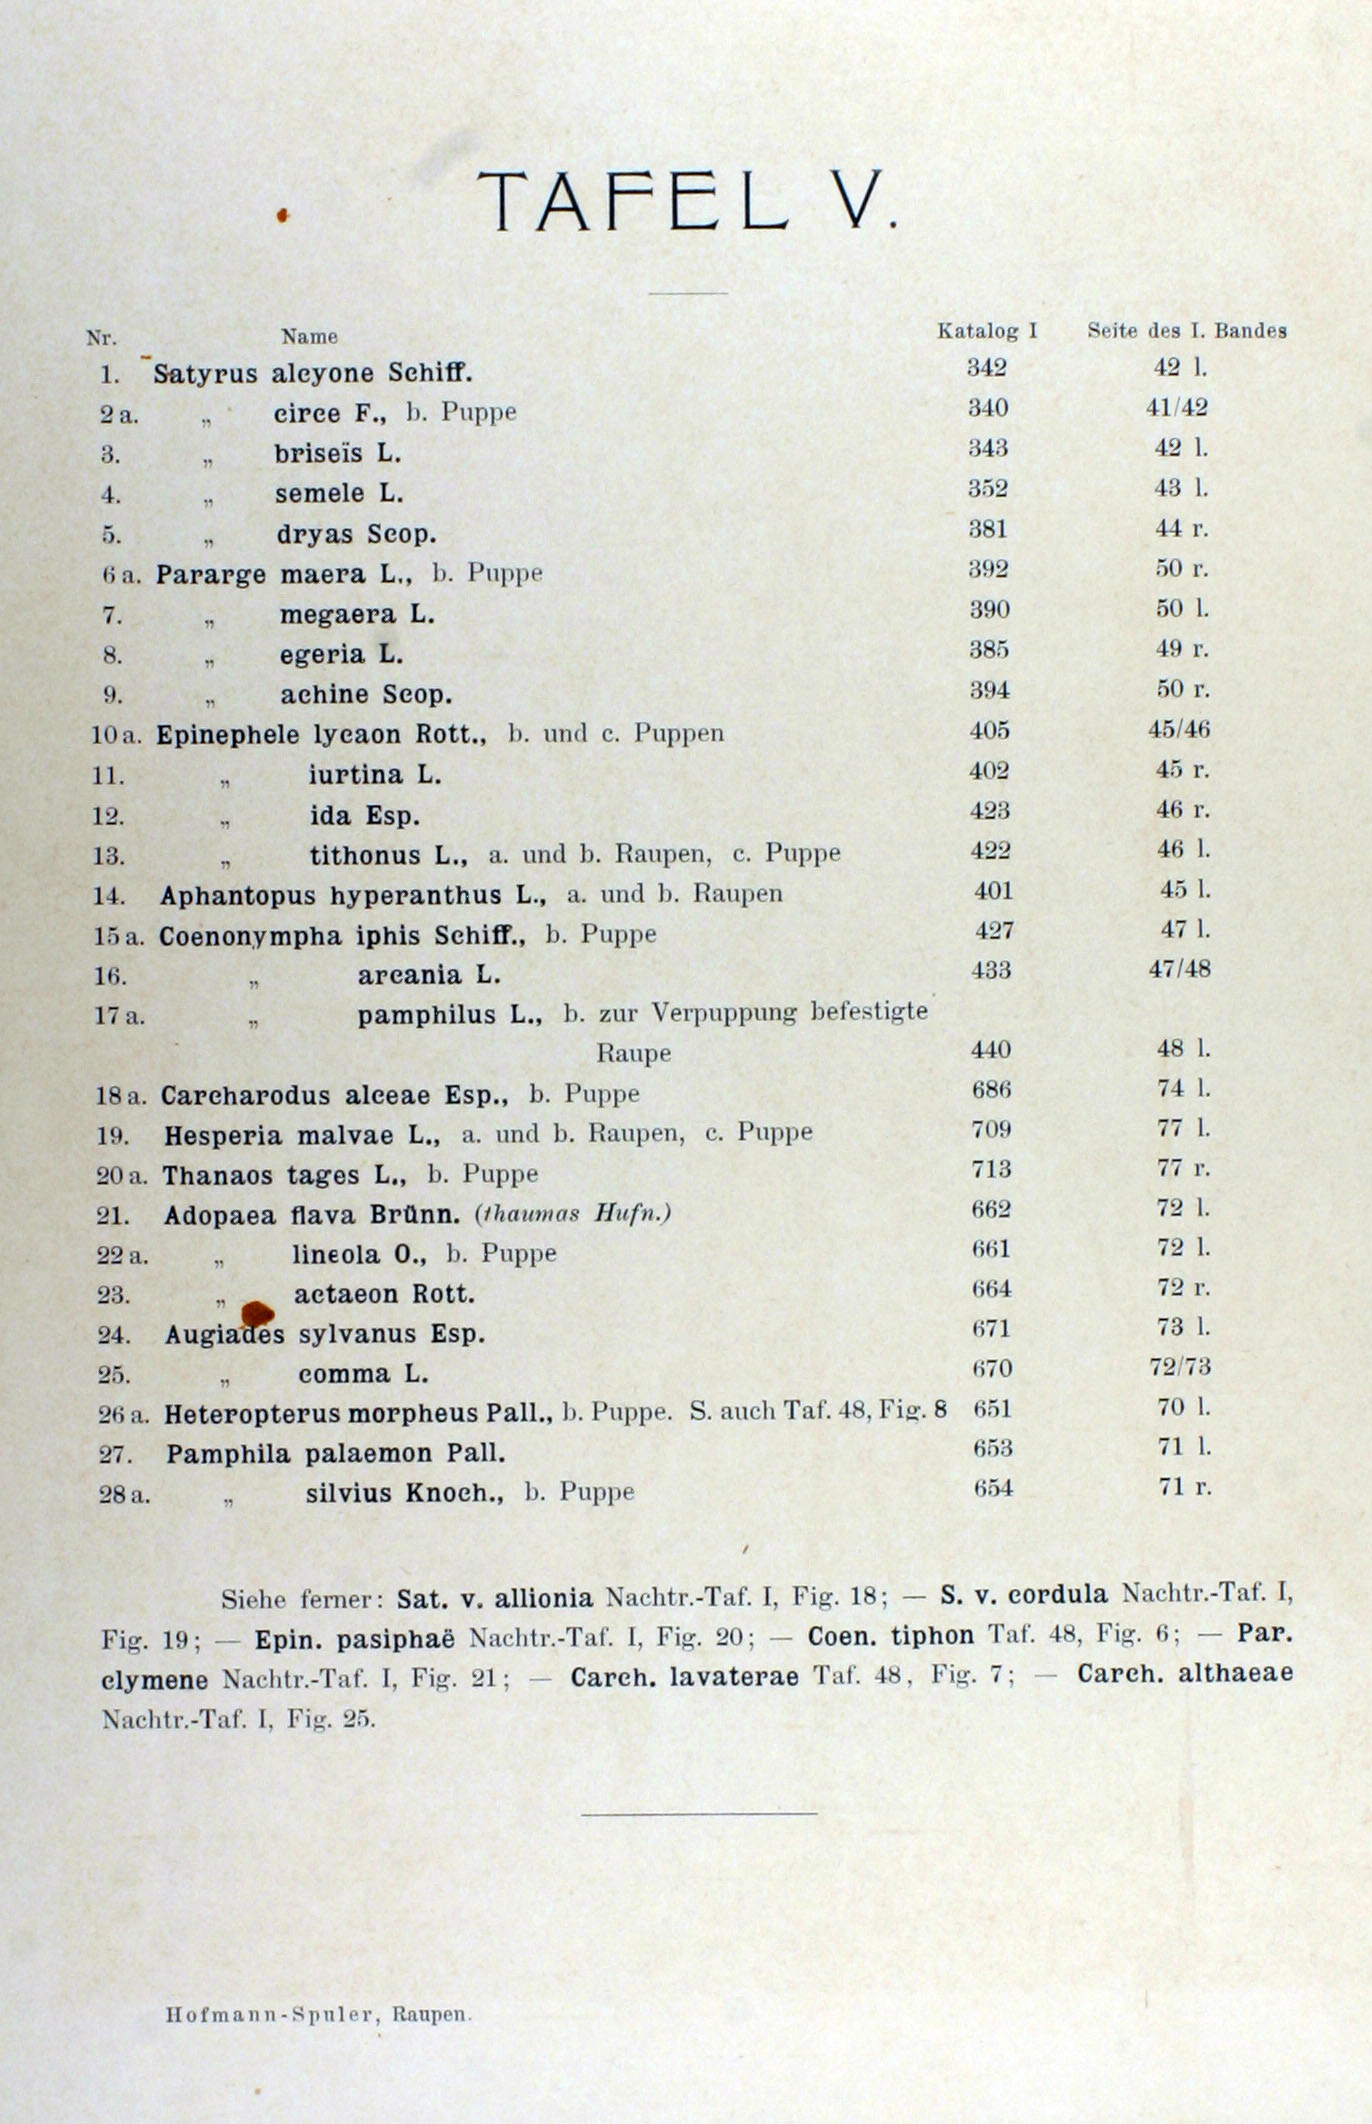 TAFEL V.
Nr. Name Katalog I Seite des I. Bandes
1. Satyrus alcyone Schiff. 342 42 l.
2 a. „ circe F., b. Puppe 340 41/42
3. „ briseïs L. 343 42 l.
4. „ semele L. 352 43 l.
5. „ dryas Scop. 381 44 r.
6 a. Pararge maera L., b. Puppe 392 50 r.
7. „ megaera L. 390 50 l.
8. „ egeria L. 385 49 r.
9. „ achine Scop. 394 50 r.
10 a. Epinephele lycaon Rott., b. und c. Puppen 405 45/46
11. „ iurtina L. 402 45 r.
12. „ ida Esp. 423 46 r.
13. „ tithonus L., a. und b. Raupen, c. Puppe 422 46 l.
14. Aphantopus hyperanthus L., a. und b. Raupen 401 45 l.
15 a. Coenonympha iphis Schiff., b. Puppe 427 47 l.
16. „ arcania L. 433 47/48
17 a. „ pamphilus L., b. zur Verpuppung befestigte
Raupe 440 48 l.
18 a. Carcharodus alceae Esp., b. Puppe 686 74 l.
19. Hesperia malvae L., a. und b. Raupen, c. Puppe 709 77 l.
20 a. Thanaos tages L., b. Puppe 713 77 r.
21. Adopaea flava Brünn. (thaumas Hufn.) 662 72 l.
22 a. „ lineola O., b. Puppe 661 72 l.
23. „ actaeon Rott. 664 72 r.
24. Augiades sylvanus Esp. 671 73 l.
25. „ comma L. 670 72/73
26 a. Heteropterus morpheus Pall., b. Puppe. S. auch Taf. 48, Fig. 8 651 70 l.
27. Pamphila palaemon Pall. 653 71 l.
28 a. „ silvius Knoch., b. Puppe 654 71 r.
Siehe ferner: Sat. v. allionia Nachtr.-Taf. I, Fig. 18; — S. v. cordula Nachtr.-Taf. I,
Fig. 19; — Epin. pasiphaë Nachtr.-Taf. I, Fig. 20; — Coen. tiphon Taf. 48, Fig. 6; — Par.
clymene Nachtr.-Taf. I, Fig. 21; — Carch. lavaterae Taf. 48, Fig. 7; — Carch. althaeae
Nachtr.-Taf. I, Fig. 25.
Hofmann-Spuler, Raupen.